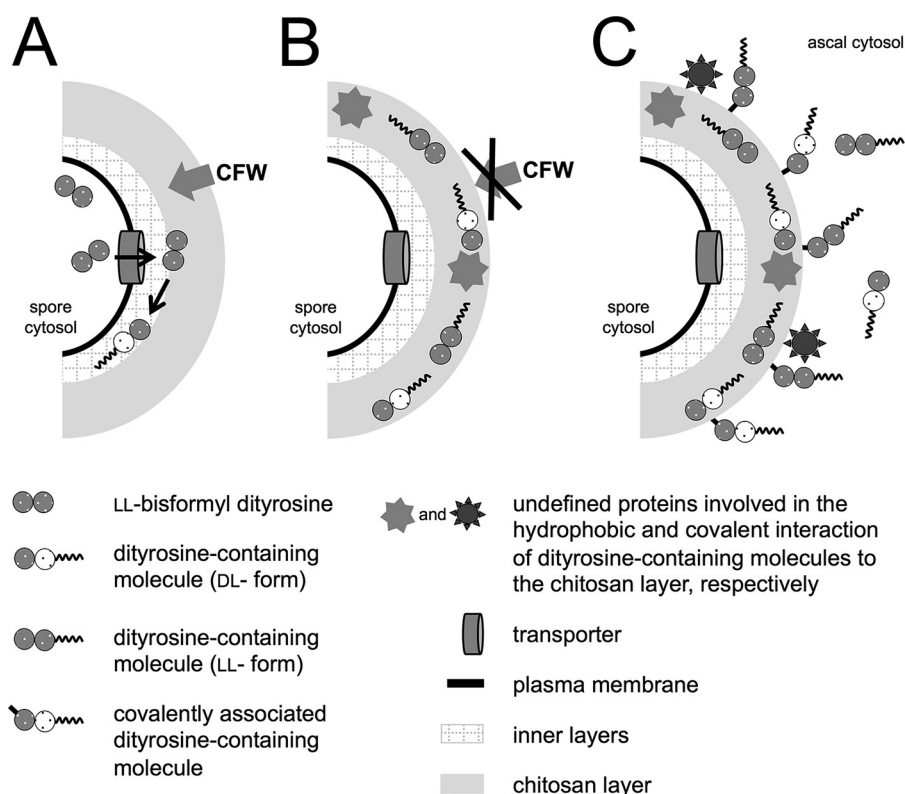 A
B
C
ascal cytosol
CFW
CFW
spore
cytosol
spore
cytosol
spore
cytosol
LL-bisformyl dityrosine
dityrosine-containing
molecule (DL- form)
dityrosine-containing
molecule (LL- form)
covalently associated
dityrosine-containing
molecule
and
undefined proteins involved in the
hydrophobic and covalent interaction
of dityrosine-containing molecules to
the chitosan layer, respectively
transporter
plasma membrane
inner layers
chitosan layer